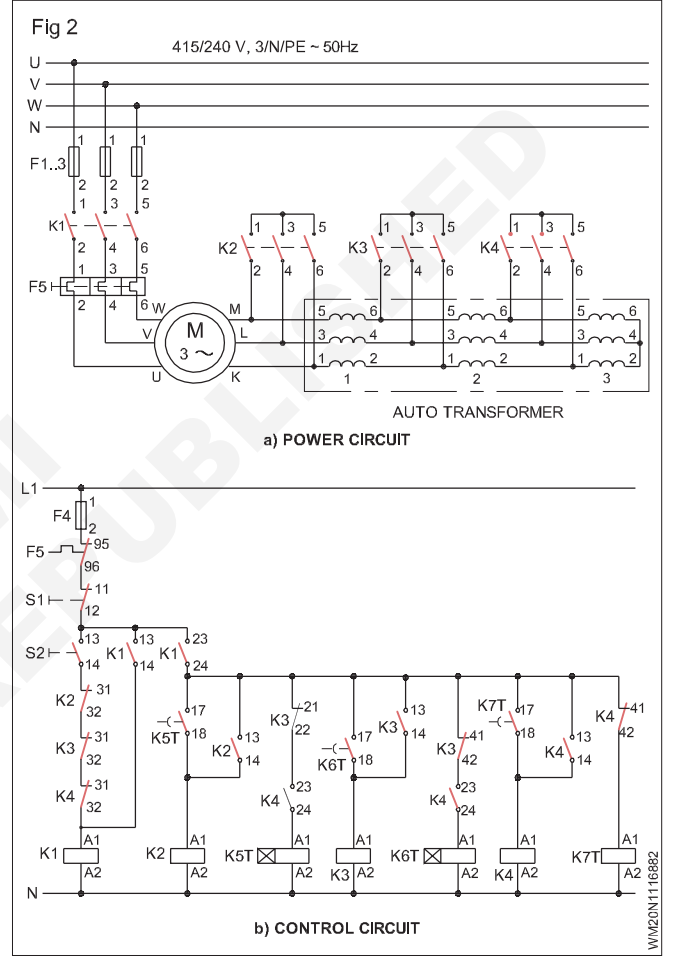 Fig 2
415/240 V, 3/N/PE ~ 50Hz
U
V
W
N
1 1 1
F1..3
2 2 2
1 3 5
K1
2 4 6
1 3 5
F5
2 4 6
1 3 5
K2
2 4 6
1 3 5
K3
2 4 6
1 3 5
K4
2 4 6
W M
V M L
3 ~
U K
5 6 5 6 5 6
3 4 3 4 3 4
1 2 1 2 1 2
1 2 3
AUTO TRANSFORMER
a) POWER CIRCUIT
L1
1
F4
2
95
F5
96
11
S1
12
13 13 23
S2 K1 K1
14 14 24
31
K2
32
31
K3
32
31
K4
32
17
K5T 18
13
K2
14
21
K3
22
23
K4
24
17
K6T 18
13
K3
14
41
K3
42
23
K4
24
17
K7T
18
13
K4
14
41
K4
42
A1 A1 A1 A1 A1 A1 A1
K1 K2 K5T K3 K6T K4 K7T
A2 A2 A2 A2 A2 A2 A2
N
b) CONTROL CIRCUIT
WM20N1116882
REPUBLISHED